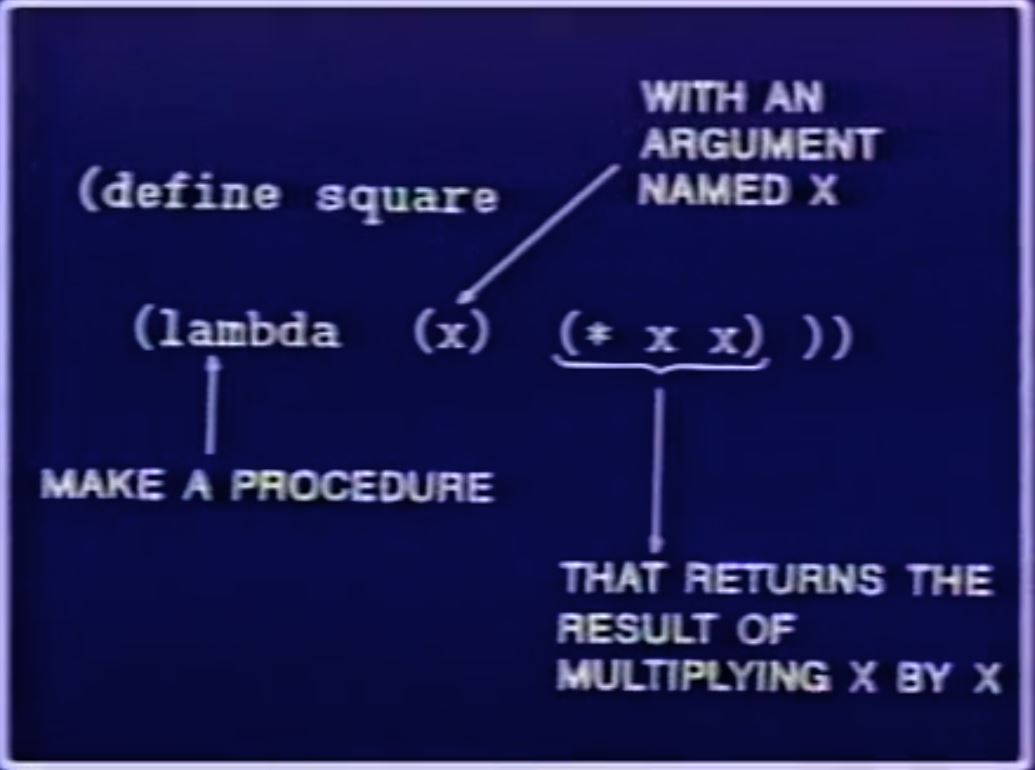 WITH AN
ARGUMENT
NAMED X
(define square
(lambda (x) (* x x) ))
MAKE A PROCEDURE
THAT RETURNS THE
RESULT OF
MULTIPLYING X BY X